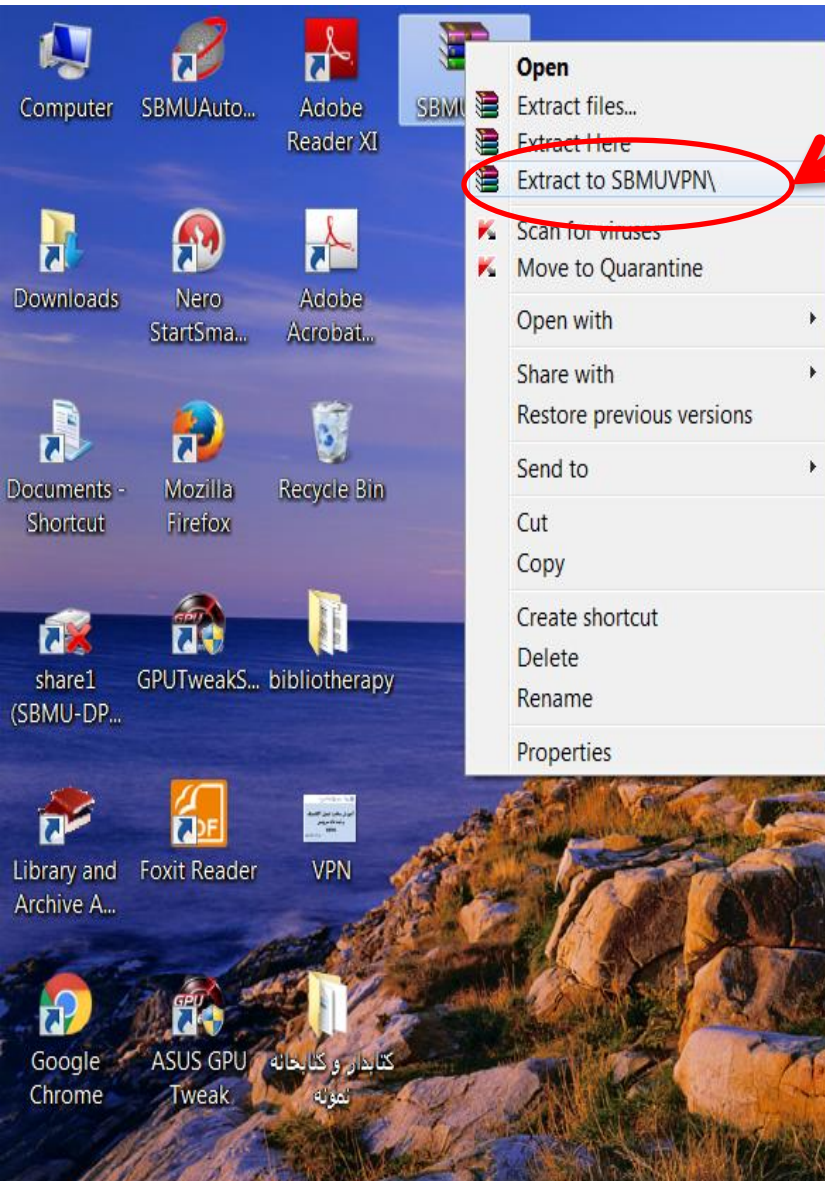 Computer
SBMUAuto...
Adobe
Reader XI
SBMU
Downloads
Nero
StartSma...
Adobe
Acrobat...
Documents -
Shortcut
Mozilla
Firefox
Recycle Bin
share1
(SBMU-DP...
GPUTweakS...
bibliotherapy
Library and
Archive A...
Foxit Reader
VPN
Google
Chrome
ASUS GPU
Tweak
کتابدار و کتابخانه
نمونه
Open
Extract files...
Extract Here
Extract to SBMUVPN\
Scan for viruses
Move to Quarantine
Open with
Share with
Restore previous versions
Send to
Cut
Copy
Create shortcut
Delete
Rename
Properties